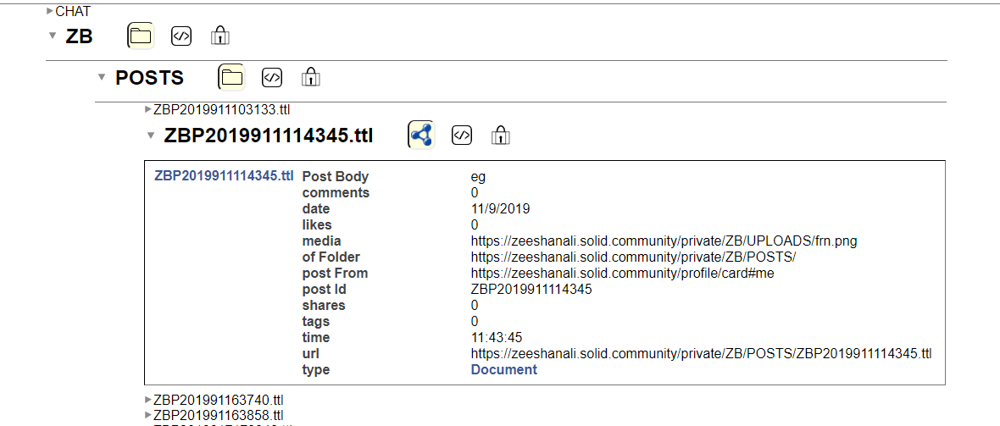 CHAT
ZB
POSTS
ZBP2019911103133.ttl
ZBP2019911114345.ttl
ZBP2019911114345.ttl Post Body eg
comments 0
date 11/9/2019
likes 0
media https://zeeshanali.solid.community/private/ZB/UPLOADS/frn.png
of Folder https://zeeshanali.solid.community/private/ZB/POSTS/
post From https://zeeshanali.solid.community/profile/card#me
post Id ZBP2019911114345
shares 0
tags 0
time 11:43:45
url https://zeeshanali.solid.community/private/ZB/POSTS/ZBP2019911114345.ttl
type Document
ZBP201991163740.ttl
ZBP201991163858.ttl